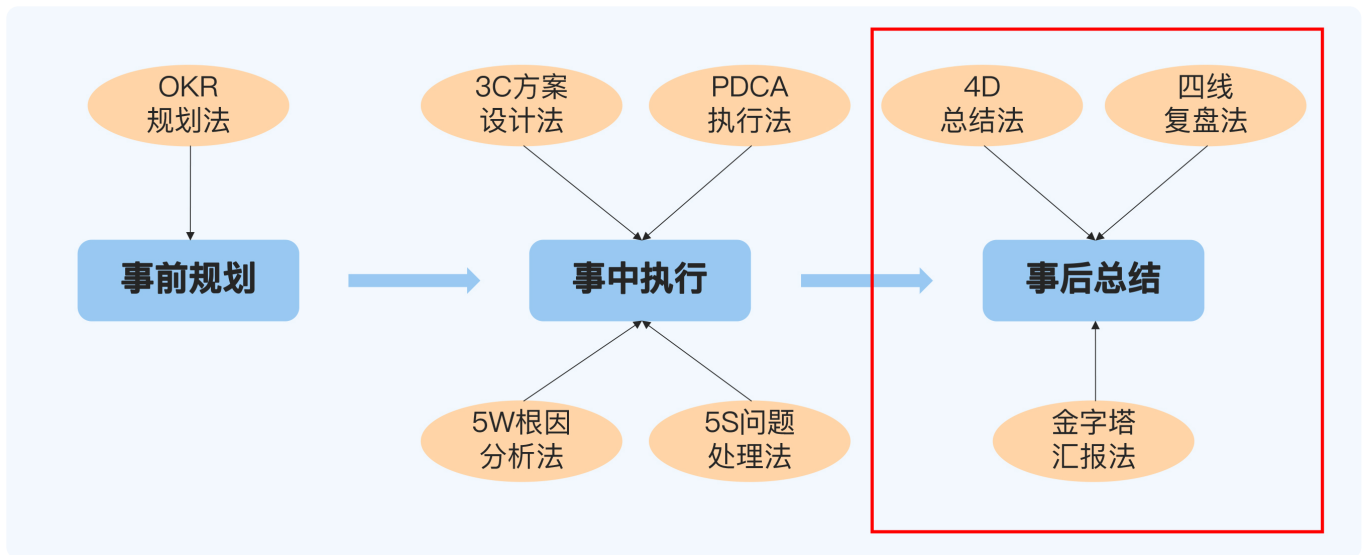 OKR
规划法
3C方案
设计法
PDCA
执行法
4D
总结法
四线
复盘法
事前规划
事中执行
事后总结
5W根因
分析法
5S问题
处理法
金字塔
汇报法